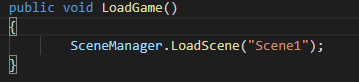 public void LoadGame()
{
SceneManager.LoadScene("Scene1");
}